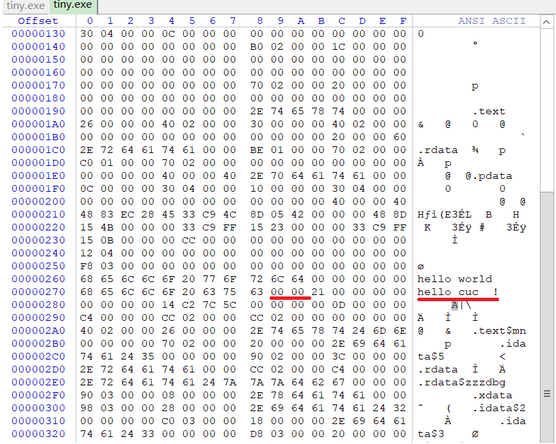 tiny.exe tiny.exe
Offset 0 1 2 3 4 5 6 7 8 9 A B C D E F ANSI ASCII
00000130 30 04 00 00 0C 00 00 00 00 00 00 00 00 00 00 00 0
00000140 00 00 00 00 00 00 00 00 B0 02 00 00 1C 00 00 00 °
00000150 00 00 00 00 00 00 00 00 00 00 00 00 00 00 00 00
00000160 00 00 00 00 00 00 00 00 00 00 00 00 00 00 00 00
00000170 00 00 00 00 00 00 00 00 70 02 00 00 20 00 00 00 p
00000180 00 00 00 00 00 00 00 00 00 00 00 00 00 00 00 00
00000190 00 00 00 00 00 00 00 00 2E 74 65 78 74 00 00 00 .text
000001A0 26 00 00 00 40 02 00 00 30 00 00 00 40 02 00 00 & @ 0 @
000001B0 00 00 00 00 00 00 00 00 00 00 00 00 20 00 00 60 `
000001C0 2E 72 64 61 74 61 00 00 BE 01 00 00 70 02 00 00 .rdata ¾ p
000001D0 C0 01 00 00 70 02 00 00 00 00 00 00 00 00 00 00 À p
000001E0 00 00 00 00 40 00 00 40 2E 70 64 61 74 61 00 00 @ @.pdata
000001F0 0C 00 00 00 30 04 00 00 10 00 00 00 30 04 00 00 0 0
00000200 00 00 00 00 00 00 00 00 00 00 00 00 40 00 00 40 @ @
00000210 48 83 EC 28 45 33 C9 4C 8D 05 42 00 00 00 48 8D Hƒì(E3ÉL B H
00000220 15 4B 00 00 00 33 C9 FF 15 23 00 00 00 33 C9 FF K 3Éÿ # 3Éÿ
00000230 15 0B 00 00 00 CC 00 00 00 00 00 00 00 00 00 00 Ì
00000240 12 04 00 00 00 00 00 00 00 00 00 00 00 00 00 00
00000250 F8 03 00 00 00 00 00 00 00 00 00 00 00 00 00 00 ø
00000260 68 65 6C 6C 6F 20 77 6F 72 6C 64 00 00 00 00 00 hello world
00000270 68 65 6C 6C 6F 20 63 75 63 00 00 00 21 00 00 00 hello cuc !
00000280 00 00 00 00 14 C2 7C 5C 00 00 00 00 0D 00 00 00 Â|\
00000290 C4 00 00 00 CC 02 00 00 CC 02 00 00 00 00 00 00 Ä Ì Ì
000002A0 40 02 00 00 26 00 00 00 2E 74 65 78 74 24 6D 6E @ & .text$mn
000002B0 00 00 00 00 70 02 00 00 20 00 00 00 2E 69 64 61 p .ida
000002C0 74 61 24 35 00 00 00 00 90 02 00 00 3C 00 00 00 ta$5 <
000002D0 2E 72 64 61 74 61 00 00 CC 02 00 00 C4 00 00 00 .rdata Ì Ä
000002E0 2E 72 64 61 74 61 24 7A 7A 7A 64 62 67 00 00 00 .rdata$zzzdbg
000002F0 90 03 00 00 08 00 00 00 2E 78 64 61 74 61 00 00 .xdata
00000300 98 03 00 00 28 00 00 00 2E 69 64 61 74 61 24 32 ˜ ( .idata$2
00000310 00 00 00 00 C0 03 00 00 18 00 00 00 2E 69 64 61 À .ida
00000320 74 61 24 33 00 00 00 00 D8 03 00 00 20 00 00 00 ta$3 Ø